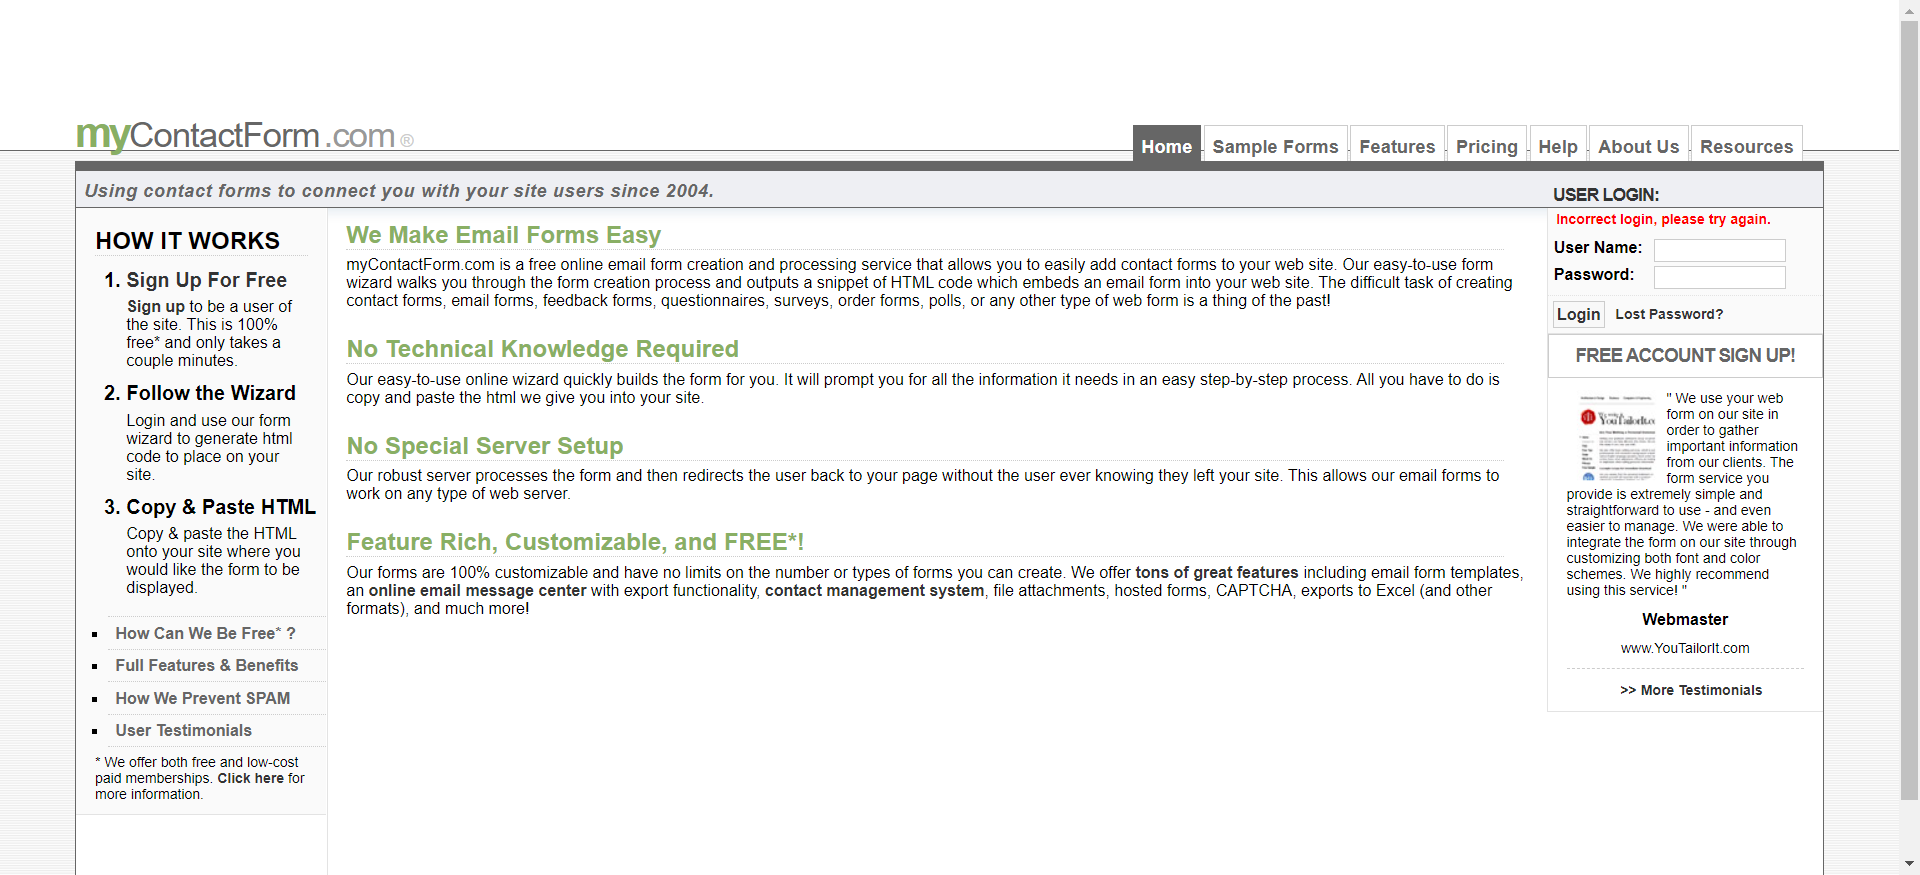 myContactForm.com®
Home
Sample Forms
Features
Pricing
Help
About Us
Resources
Using contact forms to connect you with your site users since 2004.
HOW IT WORKS
1. Sign Up For Free
Sign up to be a user of
the site. This is 100%
free* and only takes a
couple minutes.
2. Follow the Wizard
Login and use our form
wizard to generate html
code to place on your
site.
3. Copy & Paste HTML
Copy & paste the HTML
onto your site where you
would like the form to be
displayed.
How Can We Be Free* ?
Full Features & Benefits
How We Prevent SPAM
User Testimonials
* We offer both free and low-cost
paid memberships. Click here for
more information.
We Make Email Forms Easy
myContactForm.com is a free online email form creation and processing service that allows you to easily add contact forms to your web site. Our easy-to-use form
wizard walks you through the form creation process and outputs a snippet of HTML code which embeds an email form into your web site. The difficult task of creating
contact forms, email forms, feedback forms, questionnaires, surveys, order forms, polls, or any other type of web form is a thing of the past!
No Technical Knowledge Required
Our easy-to-use online wizard quickly builds the form for you. It will prompt you for all the information it needs in an easy step-by-step process. All you have to do is
copy and paste the html we give you into your site.
No Special Server Setup
Our robust server processes the form and then redirects the user back to your page without the user ever knowing they left your site. This allows our email forms to
work on any type of web server.
Feature Rich, Customizable, and FREE*!
Our forms are 100% customizable and have no limits on the number or types of forms you can create. We offer tons of great features including email form templates,
an online email message center with export functionality, contact management system, file attachments, hosted forms, CAPTCHA, exports to Excel (and other
formats), and much more!
USER LOGIN:
Incorrect login, please try again.
User Name:
Password:
Login
Lost Password?
FREE ACCOUNT SIGN UP!
YouTailorIt.co
" We use your web
form on our site in
order to gather
important information
from our clients. The
form service you
provide is extremely simple and
straightforward to use - and even
easier to manage. We were able to
integrate the form on our site through
customizing both font and color
schemes. We highly recommend
using this service! "
Webmaster
www.YouTailorIt.com
>> More Testimonials